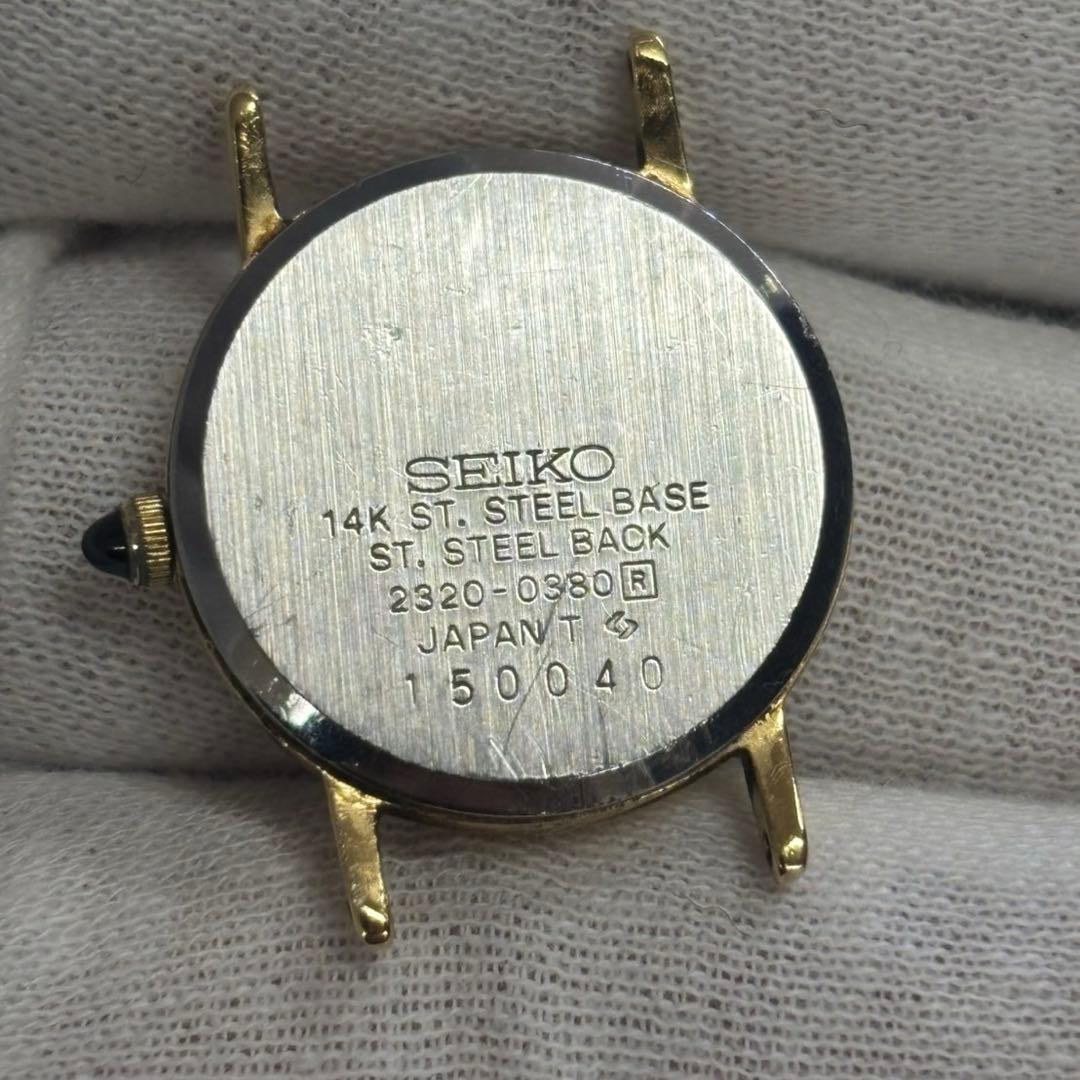 SEIKO
14K ST. STEEL BASE
ST. STEEL BACK
2320-0380 R
JAPAN T
150040